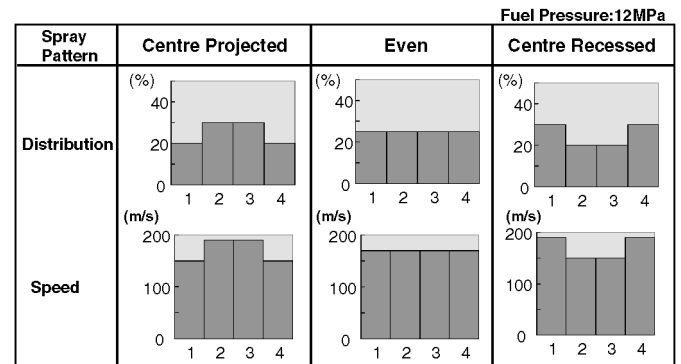 Fuel Pressure:12MPa
Spray
Pattern
Centre Projected
Even
Centre Recessed
Distribution
(%)
40
20
0
1 2 3 4
(%)
40
20
0
1 2 3 4
(%)
40
20
0
1 2 3 4
Speed
(m/s)
200
100
0
1 2 3 4
(m/s)
200
100
0
1 2 3 4
(m/s)
200
100
0
1 2 3 4